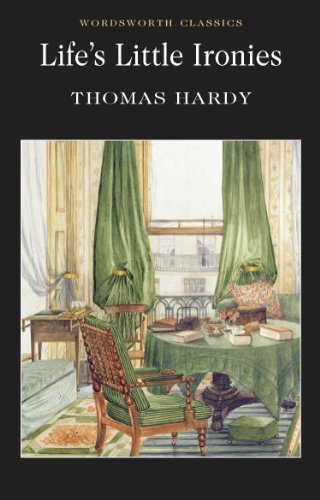 WORDSWORTH CLASSICS
Life's Little Ironies
THOMAS HARDY